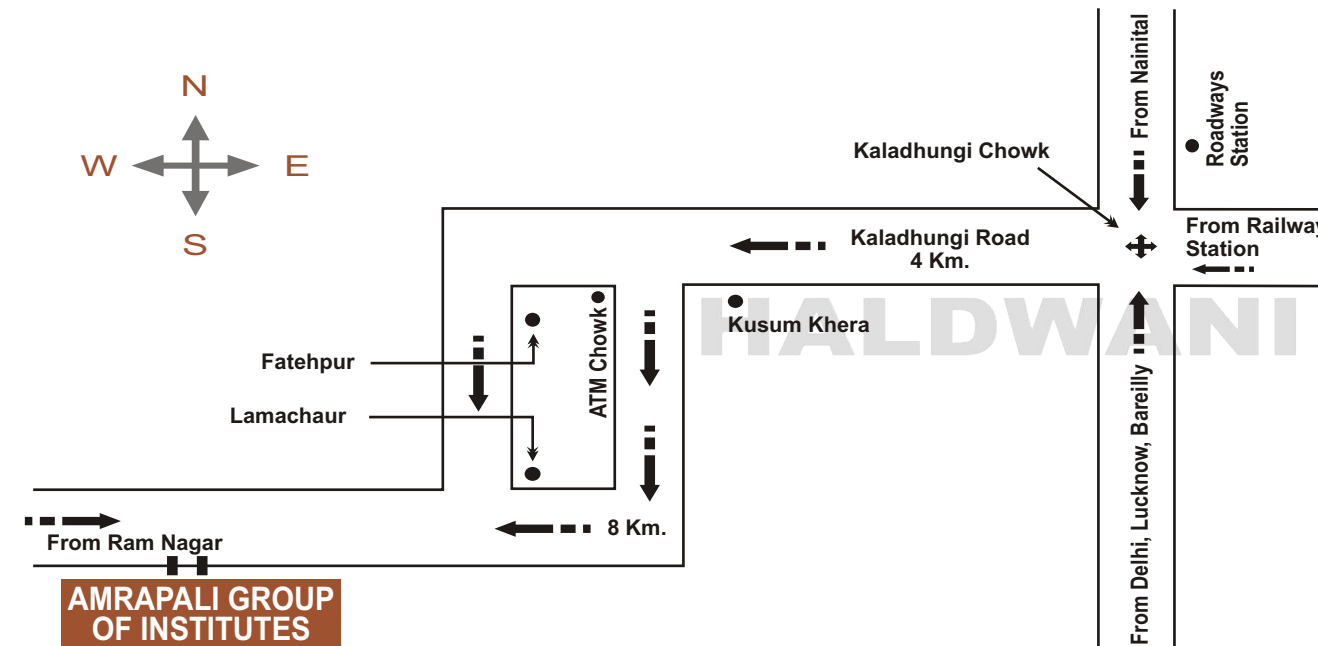 N
W
E
S
From Nainital
Roadways
Station
Kaladhungi Chowk
From Railway
Station
Kaladhungi Road
4 Km.
HALDWANI
Kusum Khera
ATM Chowk
Fatehpur
Lamachaur
From Delhi, Lucknow, Bareilly
8 Km.
From Ram Nagar
AMRAPALI GROUP
OF INSTITUTES